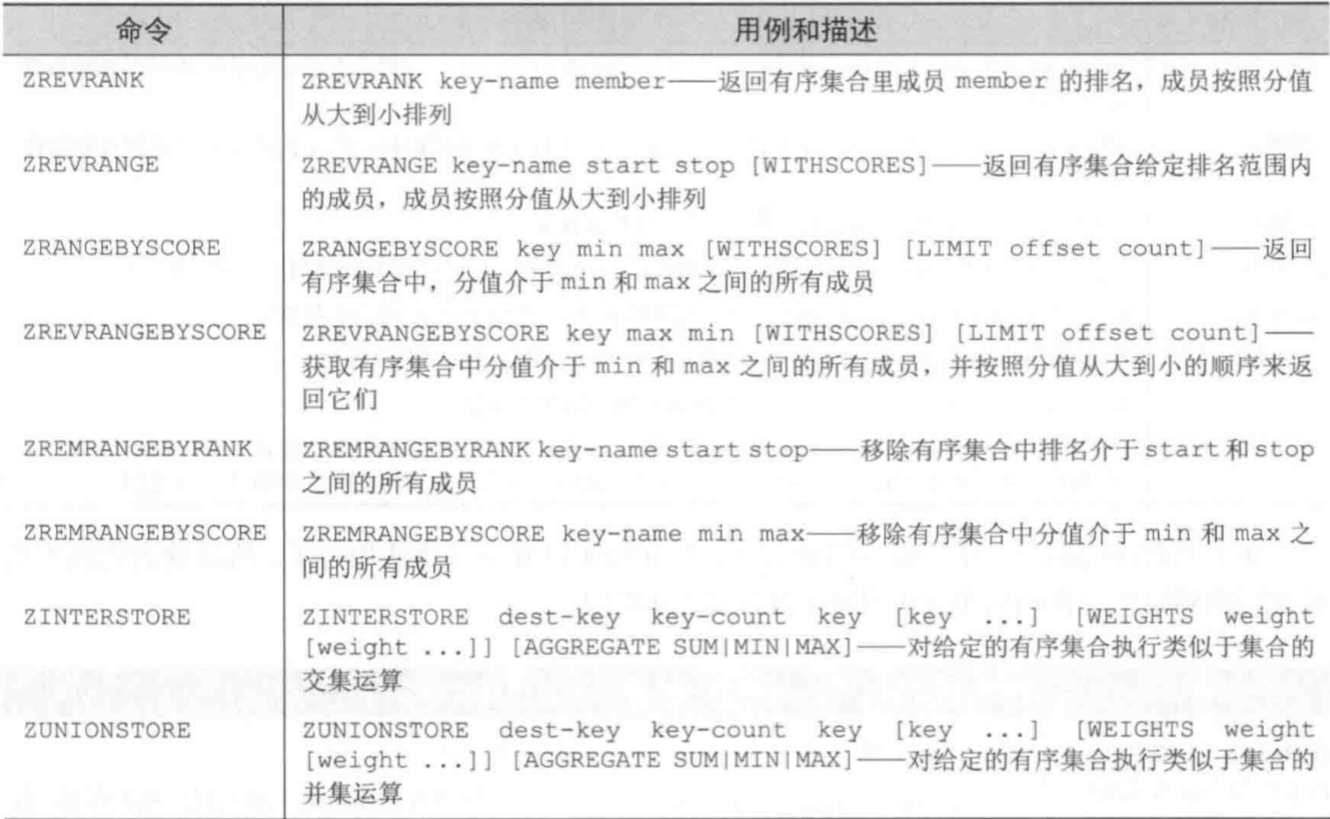 命令 用例和描述
ZREVRANK ZREVRANK key-name member——返回有序集合里成员 member 的排名，成员按照分值
从大到小排列
ZREVRANGE ZREVRANGE key-name start stop [WITHSCORES]——返回有序集合给定排名范围内
的成员，成员按照分值从大到小排列
ZRANGEBYSCORE ZRANGEBYSCORE key min max [WITHSCORES] [LIMIT offset count]——返回
有序集合中，分值介于 min 和 max 之间的所有成员
ZREVRANGEBYSCORE ZREVRANGEBYSCORE key max min [WITHSCORES] [LIMIT offset count]——
获取有序集合中分值介于 min 和 max 之间的所有成员，并按照分值从大到小的顺序来返
回它们
ZREMRANGEBYRANK ZREMRANGEBYRANK key-name start stop——移除有序集合中排名介于 start 和 stop
之间的所有成员
ZREMRANGEBYSCORE ZREMRANGEBYSCORE key-name min max——移除有序集合中分值介于 min 和 max 之
间的所有成员
ZINTERSTORE ZINTERSTORE dest-key key-count key [key ...] [WEIGHTS weight
[weight ...]] [AGGREGATE SUM|MIN|MAX]——对给定的有序集合执行类似于集合的
交集运算
ZUNIONSTORE ZUNIONSTORE dest-key key-count key [key ...] [WEIGHTS weight
[weight ...]] [AGGREGATE SUM|MIN|MAX]——对给定的有序集合执行类似于集合的
并集运算